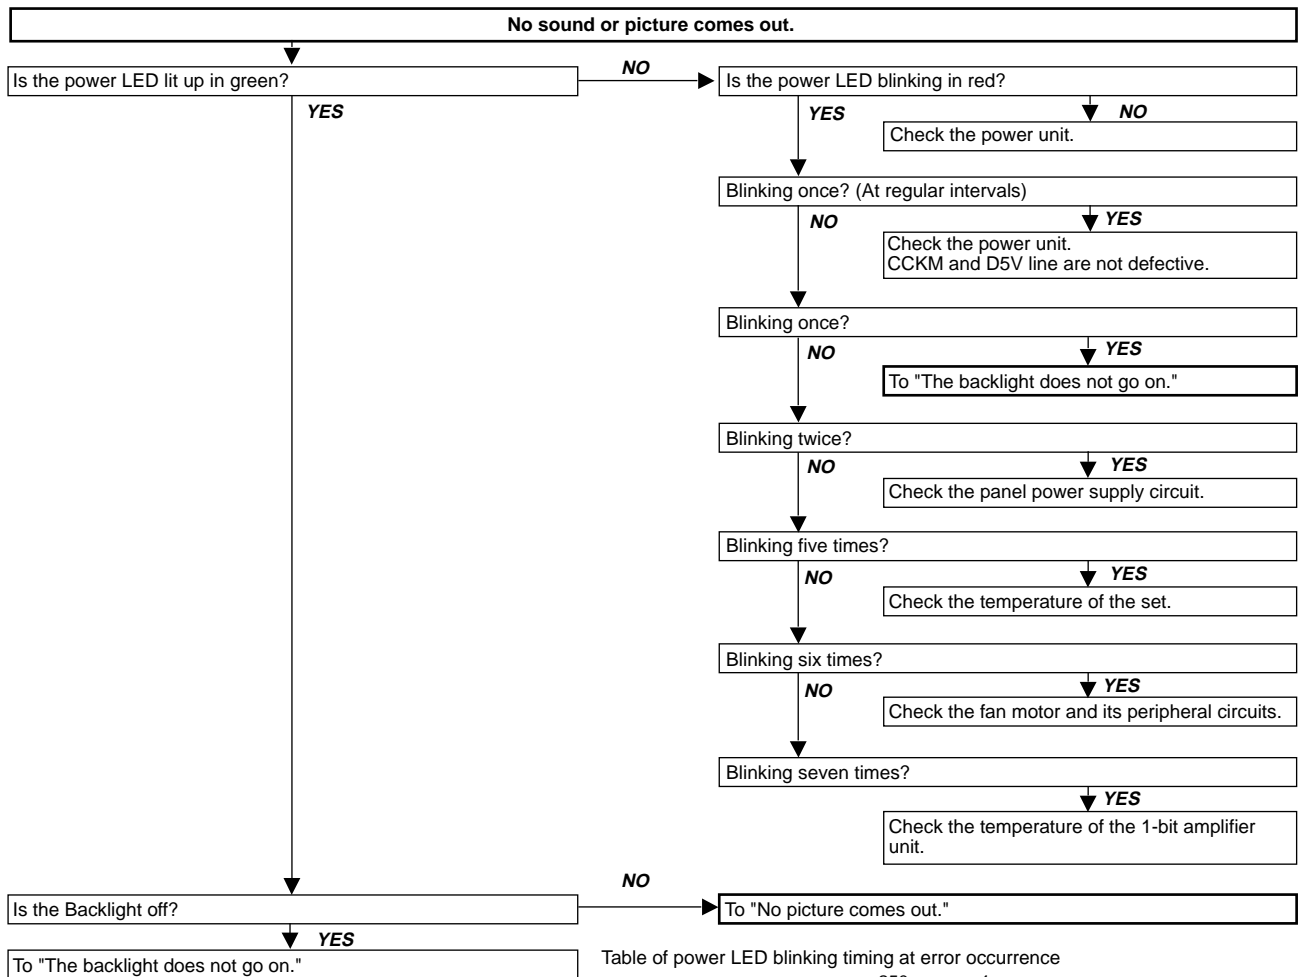 No sound or picture comes out.
Is the power LED lit up in green?
NO
Is the power LED blinking in red?
YES
YES
NO
Check the power unit.
Blinking once? (At regular intervals)
NO
YES
Check the power unit.
CCKM and D5V line are not defective.
Blinking once?
NO
YES
To "The backlight does not go on."
Blinking twice?
NO
YES
Check the panel power supply circuit.
Blinking five times?
NO
YES
Check the temperature of the set.
Blinking six times?
NO
YES
Check the fan motor and its peripheral circuits.
Blinking seven times?
YES
Check the temperature of the 1-bit amplifier
unit.
NO
Is the Backlight off?
To "No picture comes out."
YES
To "The backlight does not go on."
Table of power LED blinking timing at error occurrence